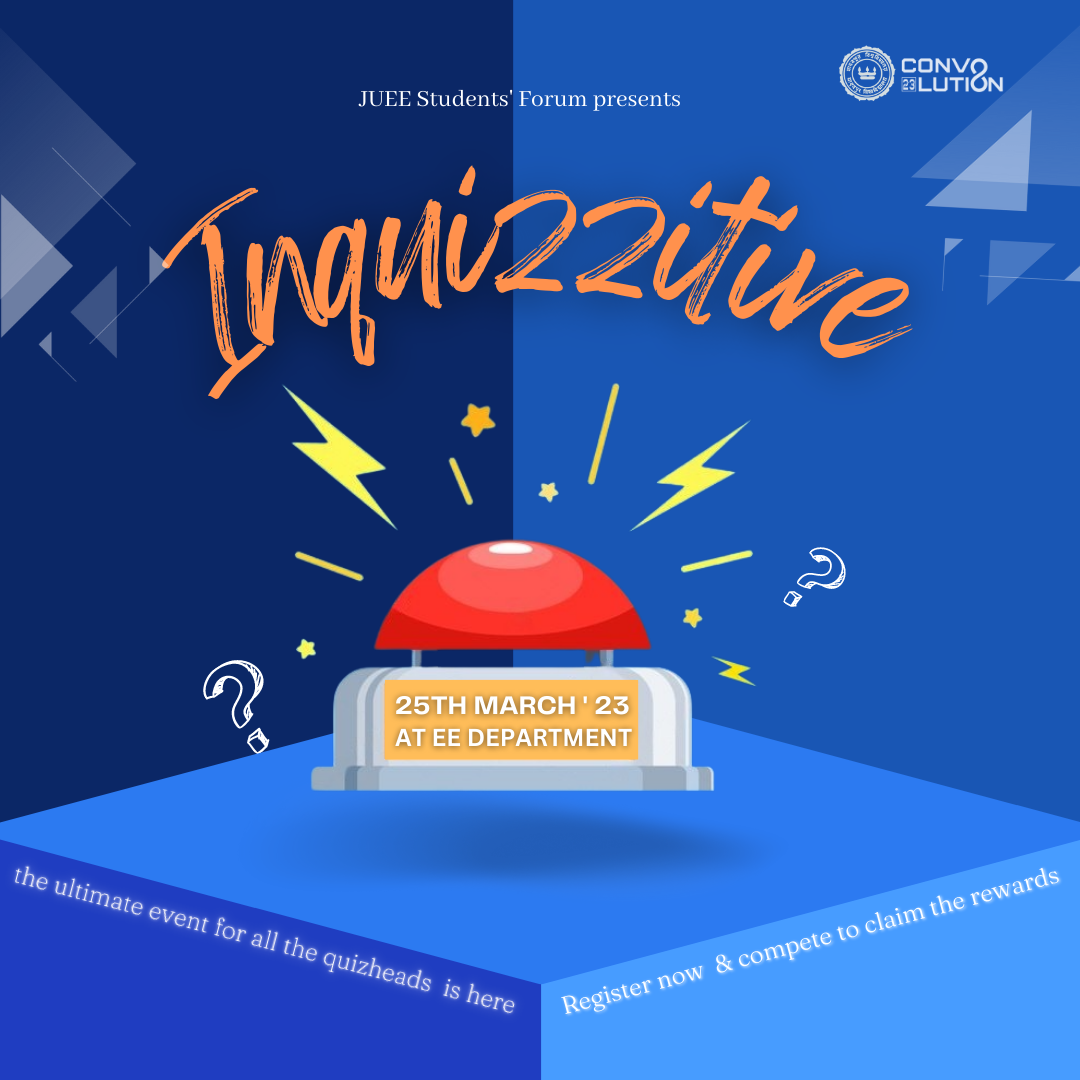 CONVO
23 LUTION
JUEE Students' Forum presents
Inquizzitive
25TH MARCH ' 23
AT EE DEPARTMENT
the ultimate event for all the quizheads is here
Register now & compete to claim the rewards